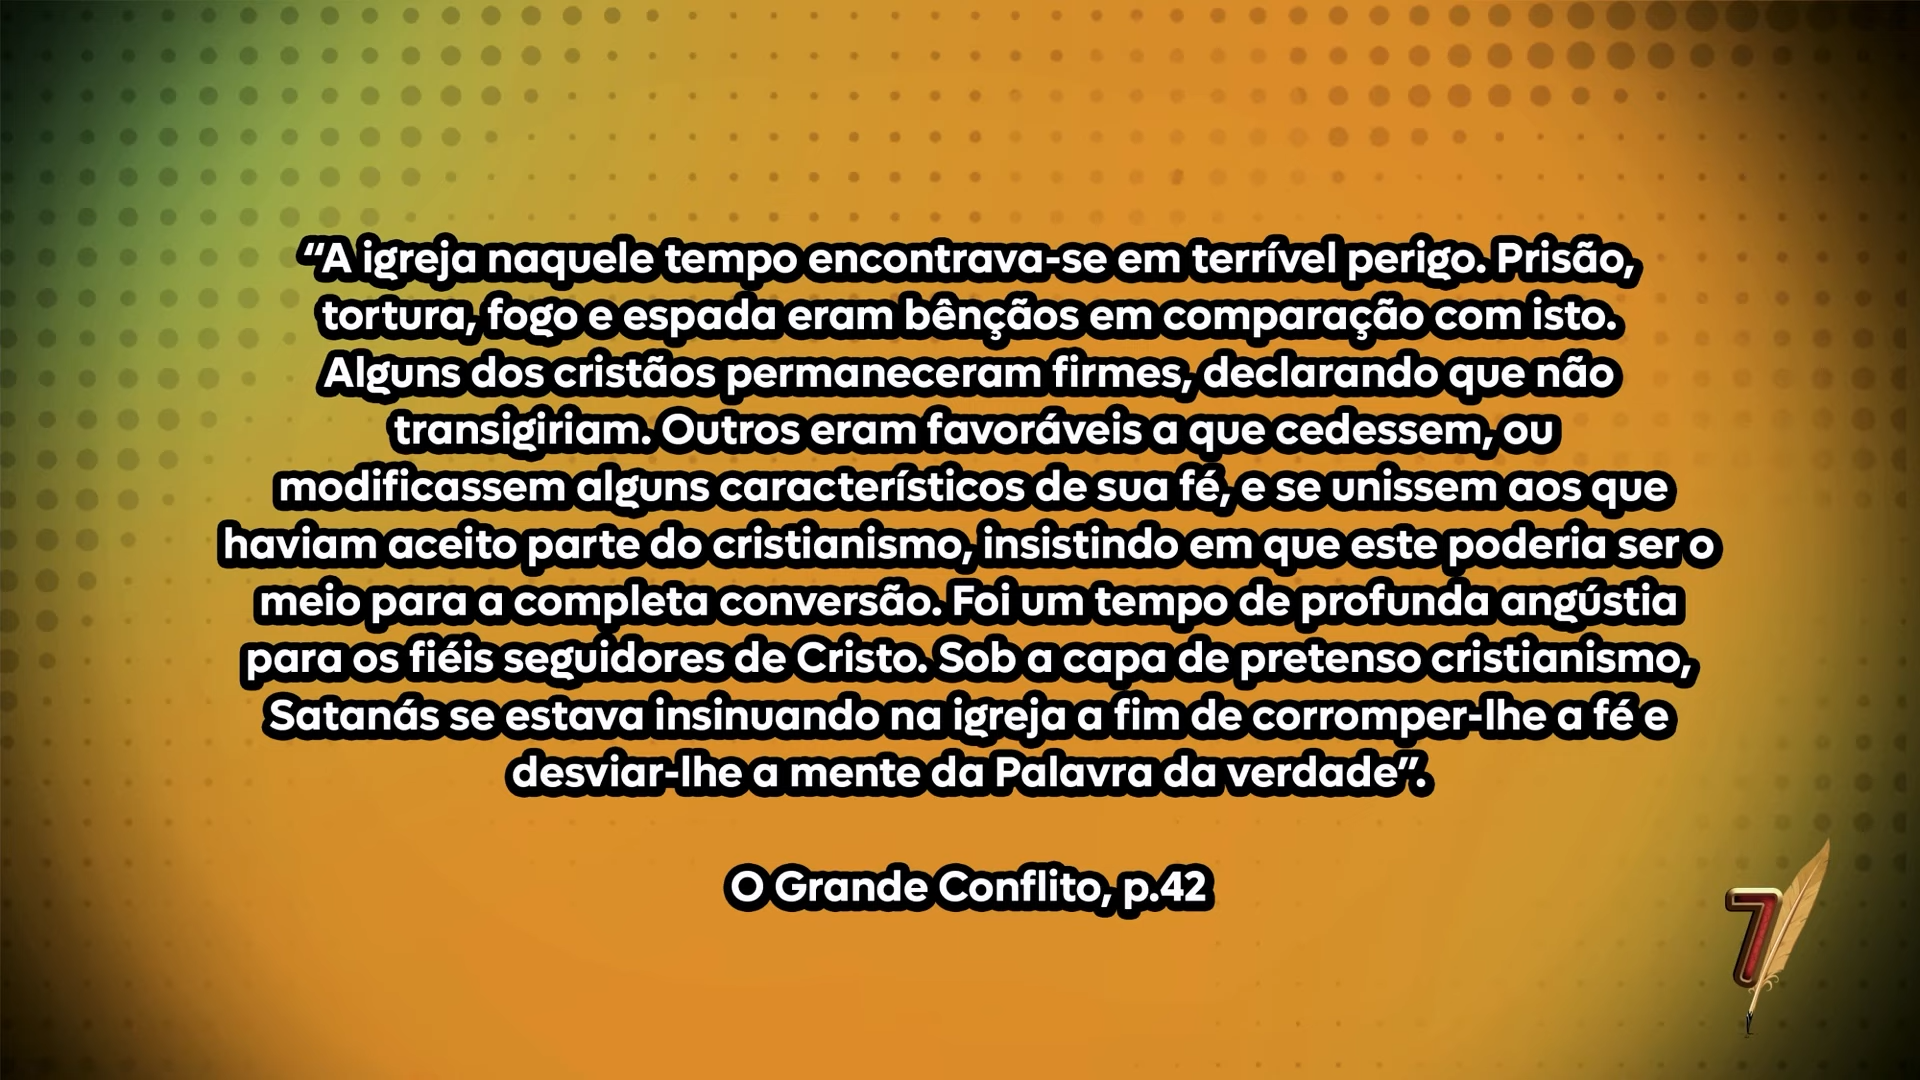 “A igreja naquele tempo encontrava-se em terrível perigo. Prisão,
tortura, fogo e espada eram bênçãos em comparação com isto.
Alguns dos cristãos permaneceram firmes, declarando que não
transigiriam. Outros eram favoráveis a que cedessem, ou
modificassem alguns característicos de sua fé, e se unissem aos que
haviam aceito parte do cristianismo, insistindo em que este poderia ser o
meio para a completa conversão. Foi um tempo de profunda angústia
para os fiéis seguidores de Cristo. Sob a capa de pretenso cristianismo,
Satanás se estava insinuando na igreja a fim de corromper-lhe a fé e
desviar-lhe a mente da Palavra da verdade”.
O Grande Conflito, p.42
7